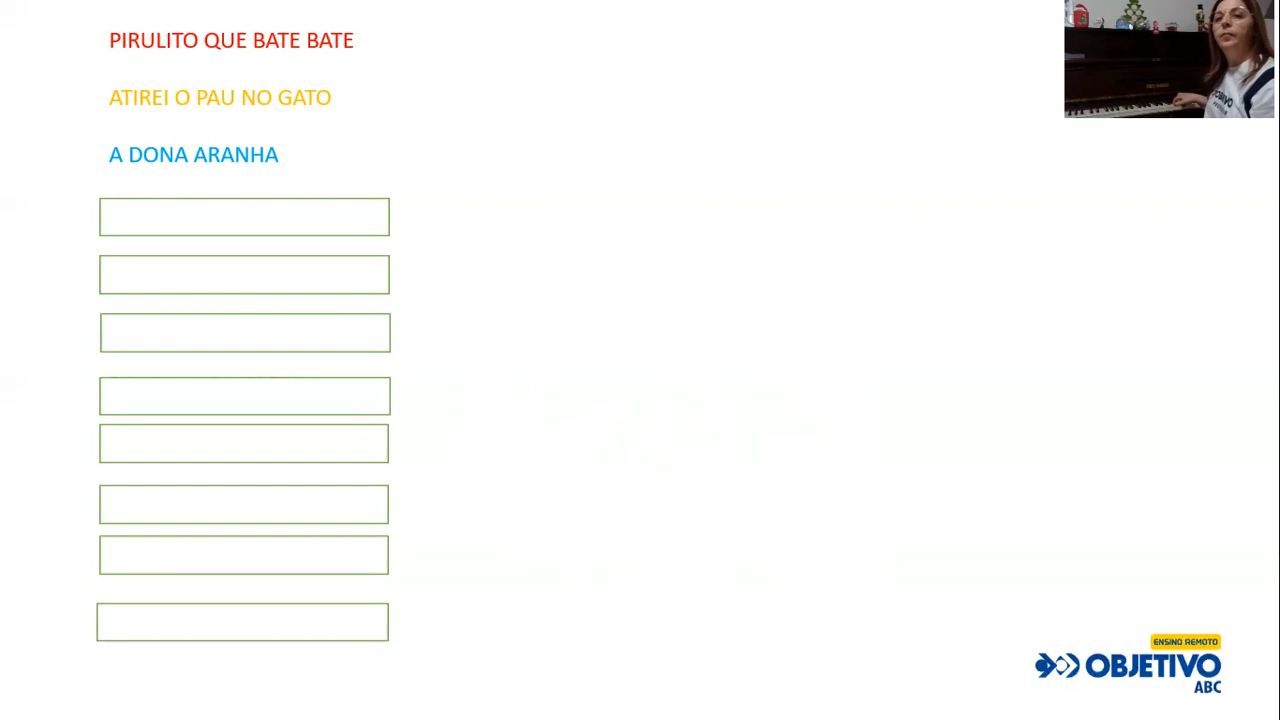 PIRULITO QUE BATE BATE
ATIREI O PAU NO GATO
A DONA ARANHA
ENSINO REMOTO
OBJETIVO
ABC